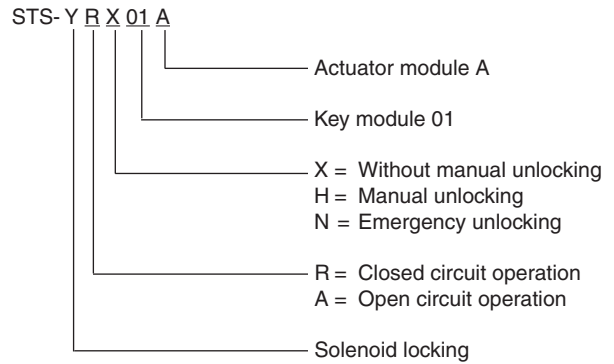 STS- Y R X 01 A
Actuator module A
Key module 01
X = Without manual unlocking
H = Manual unlocking
N = Emergency unlocking
R = Closed circuit operation
A = Open circuit operation
Solenoid locking